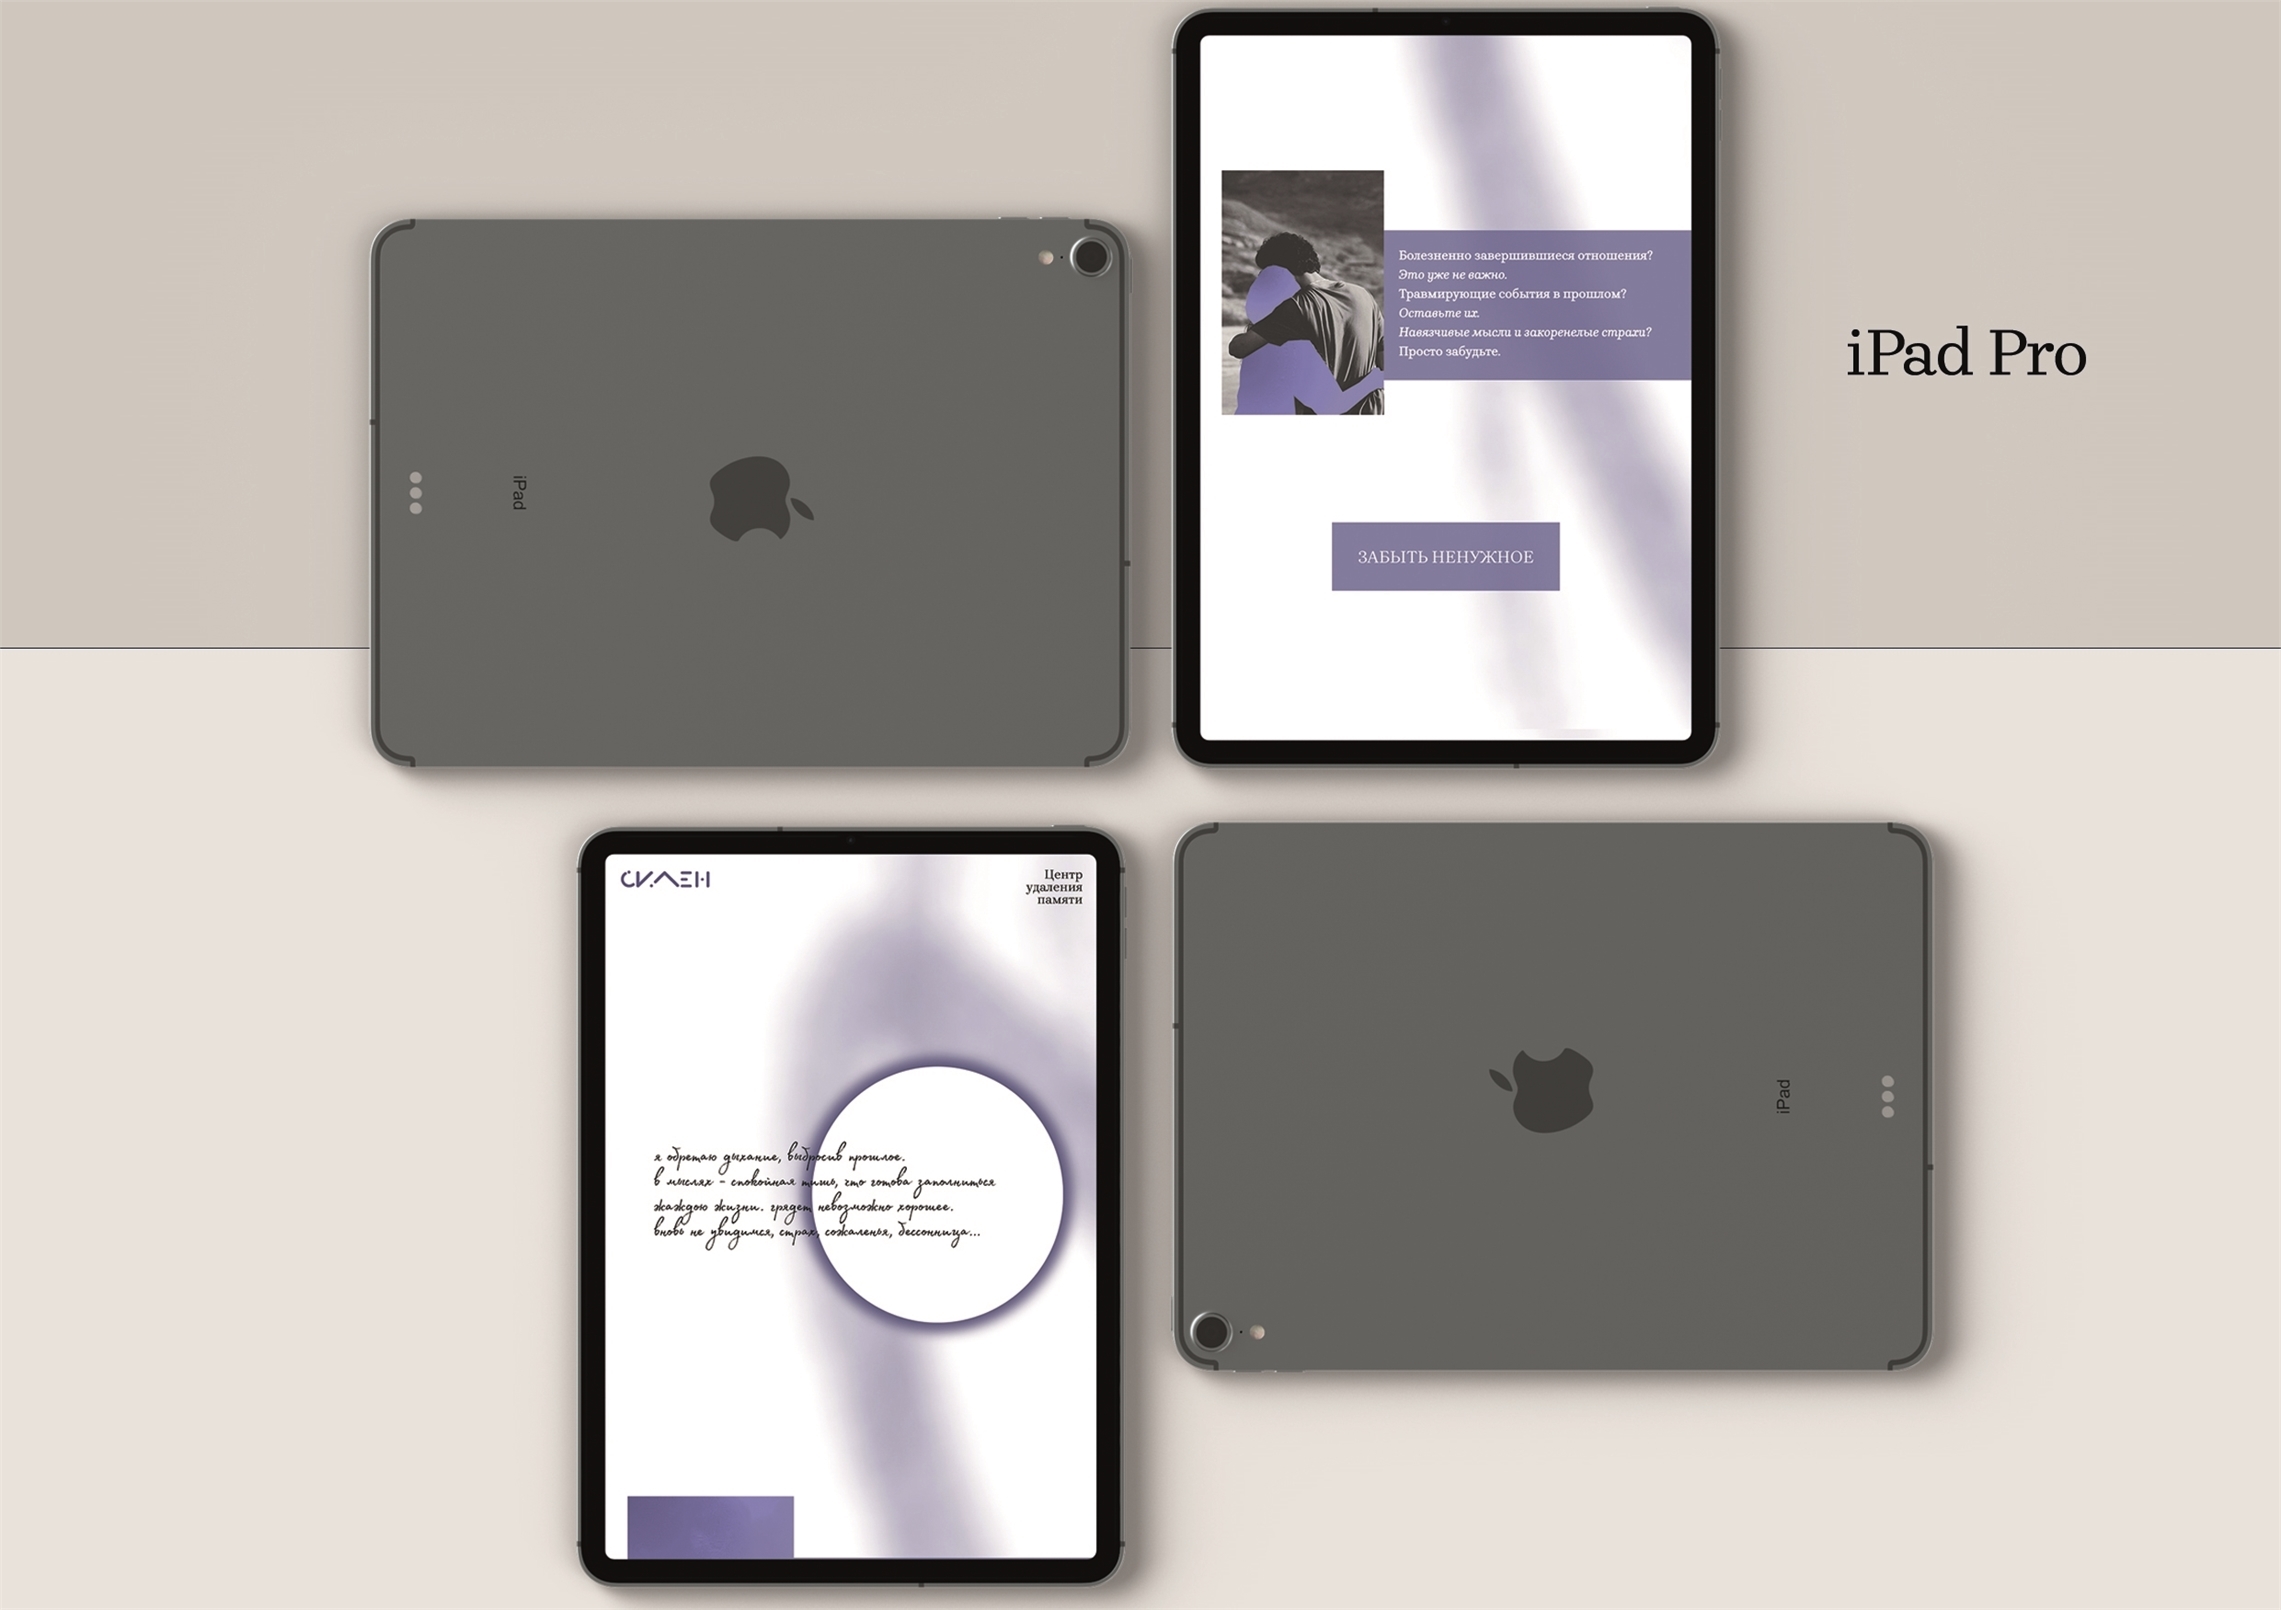 Болезненно завершившиеся отношения?
Это уже не важно.
Травмирующие события в прошлом?
Оставьте их.
Навязчивые мысли и закоренелые страхи?
Просто забудьте.
iPad Pro
iPad
ЗАБЫТЬ НЕНУЖНОЕ
СИЛЕН
Центр
удаления
памяти
я обретаю дыхание, выбросив прошлое.
в мыслях - спокойная тишь, что готова заполниться
жаждою жизни. грядет невозможно хорошее.
вновь не увидимся, страх, сожаленья, бессонница...
iPad